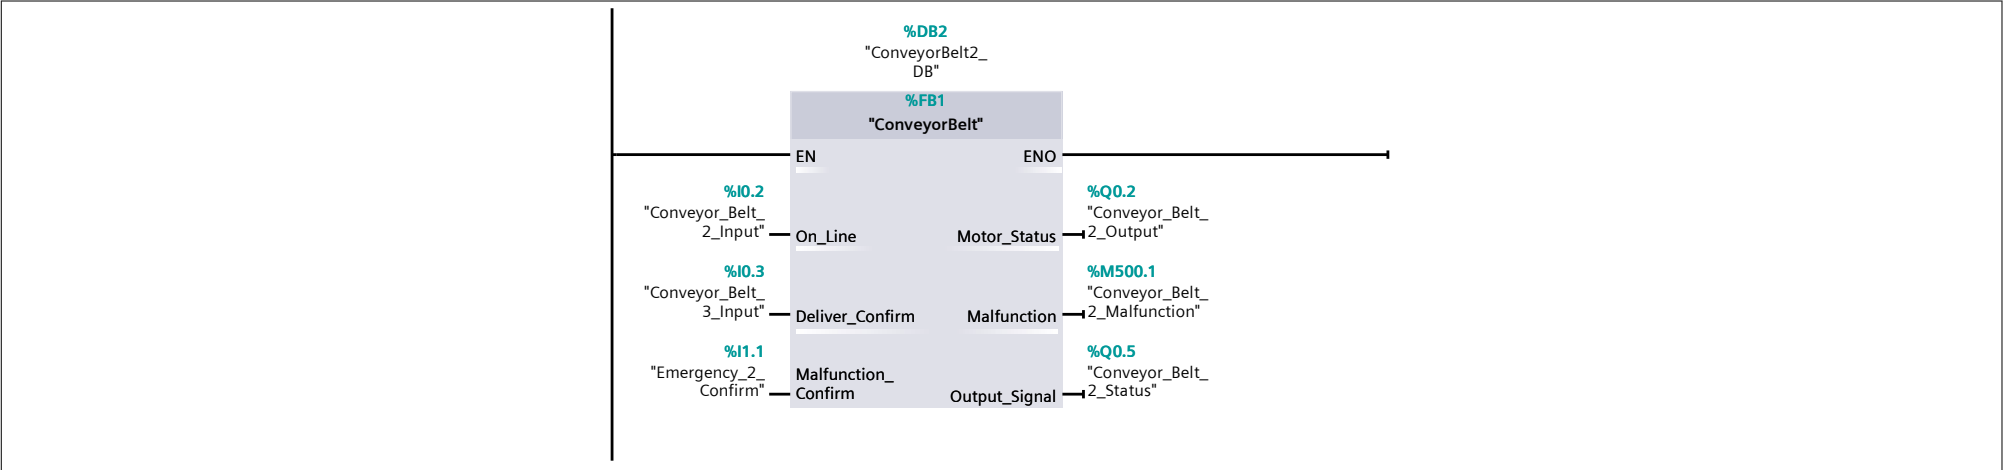 %DB2
"ConveyorBelt2_
DB"
%FB1
"ConveyorBelt"
EN
ENO
%I0.2
"Conveyor_Belt_
2_Input"
On_Line
Motor_Status
%Q0.2
"Conveyor_Belt_
2_Output"
%I0.3
"Conveyor_Belt_
3_Input"
Deliver_Confirm
Malfunction
%M500.1
"Conveyor_Belt_
2_Malfunction"
%I1.1
"Emergency_2_
Confirm"
Malfunction_
Confirm
Output_Signal
%Q0.5
"Conveyor_Belt_
2_Status"